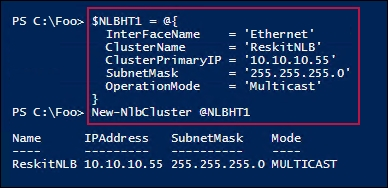 PS C:\Foo> $NLBHT1 = @{
InterFaceName    = 'Ethernet'
ClusterName      = 'ReskitNLB'
ClusterPrimaryIP = '10.10.10.55'
SubnetMask       = '255.255.255.0'
OperationMode    = 'Multicast'
}
PS C:\Foo> New-NlbCluster @NLBHT1
Name      IPAddress   SubnetMask    Mode
----      ---------   ----------    ----
ReskitNLB 10.10.10.55 255.255.255.0 MULTICAST